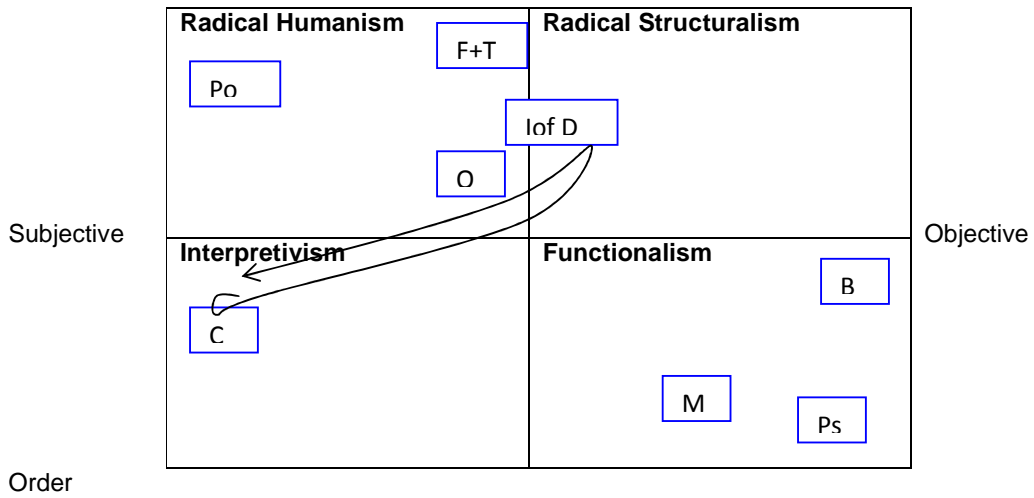 Radical Humanism
Radical Structuralism
F+T
Po
Iof D
O
Subjective
Objective
Interpretivism
Functionalism
B
C
M
Ps
Order